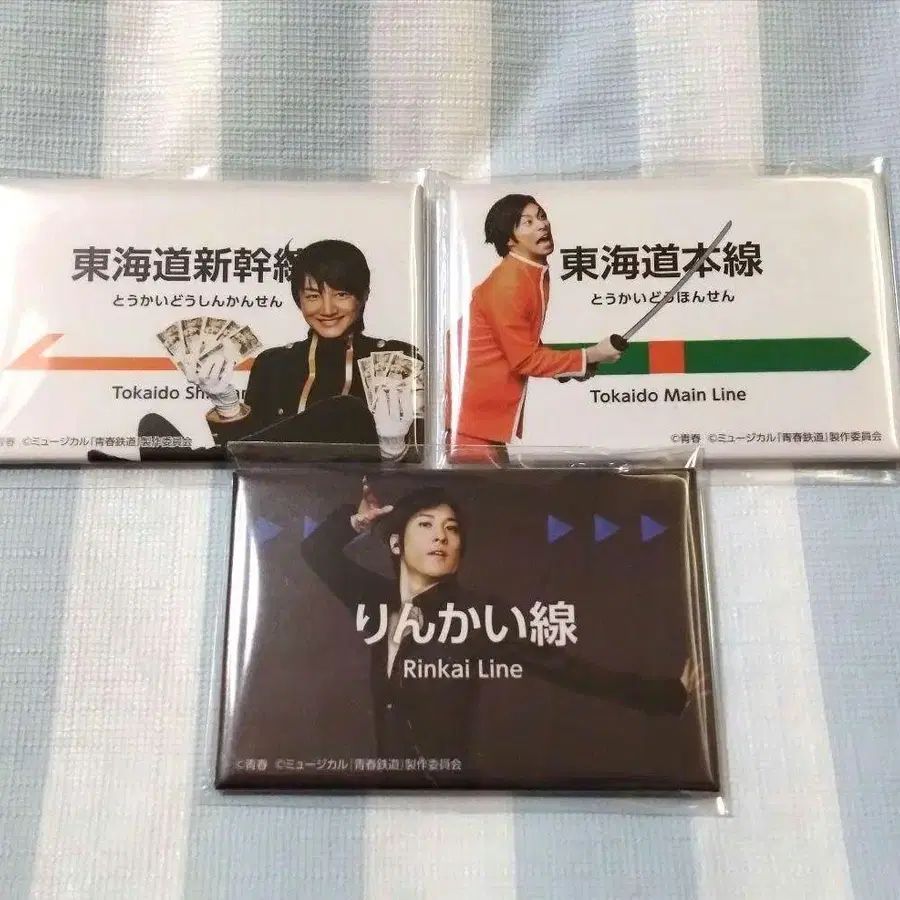 東海道新幹線
とうかいどうしんかんせん
Tokaido Sh
青春 ©ミュージカル『青春鉄道』製作委員会
東海道本線
とうかいどうほんせん
Tokaido Main Line
©青春 ©ミュージカル『青春鉄道』製作委員会
りんかい線
Rinkai Line
©青春 ©ミュージカル『青春鉄道』製作委員会